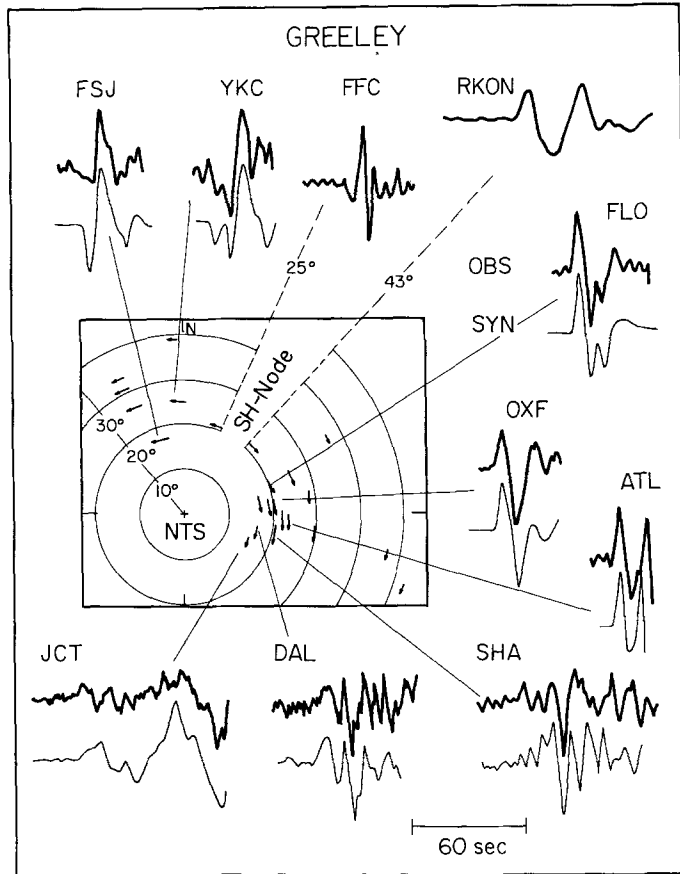 GREELEY
FSJ
YKC
FFC
RKON
FLO
OBS
SYN
25°
43°
N
SH-Node
30°
20°
10°
NTS
OXF
ATL
JCT
DAL
SHA
60 sec